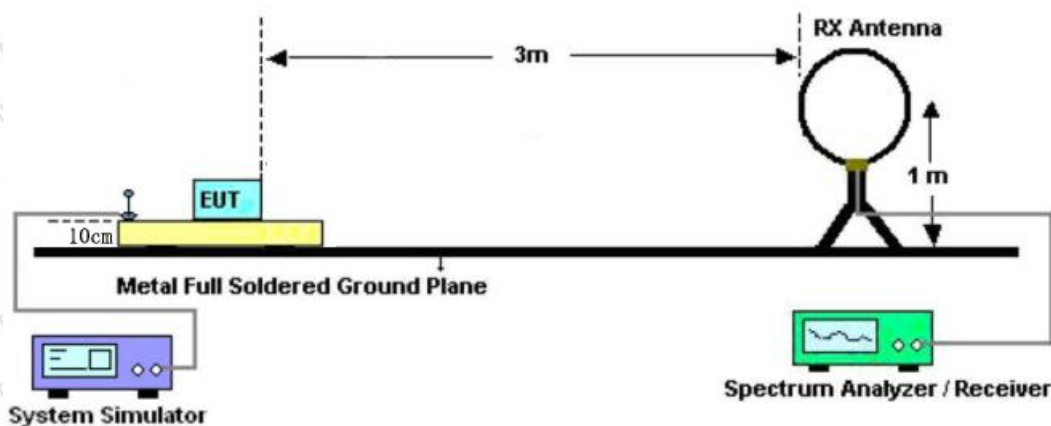 RX Antenna
3m
1 m
EUT
10cm
Metal Full Soldered Ground Plane
System Simulator
Spectrum Analyzer / Receiver